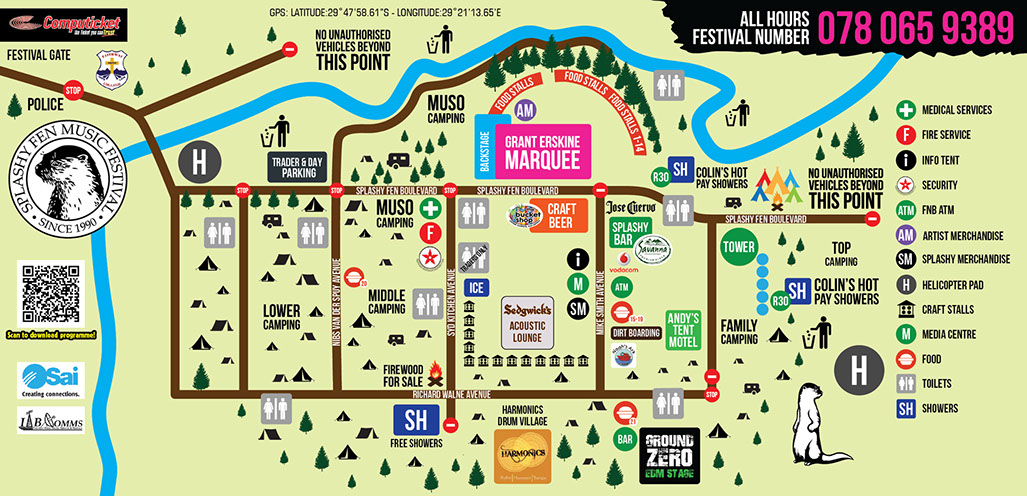 Computicket
GPS: LATITUDE:29°47'58.61"S - LONGITUDE:29°21'13.65'E
ALL HOURS
FESTIVAL NUMBER 078 065 9389
FESTIVAL GATE
NO UNAUTHORISED
VEHICLES BEYOND
THIS POINT
STOP
POLICE
MUSO
CAMPING
FOOD STALLS
FOOD STALLS
FOOD STALLS 1-14
AM
BACKSTAGE
GRANT ERSKINE
MARQUEE
SPLASHY FEN MUSIC FESTIVAL
SINCE 1990
H
TRADER & DAY
PARKING
SH
R30
COLIN'S HOT
PAY SHOWERS
NO UNAUTHORISED
VEHICLES BEYOND
THIS POINT
STOP
STOP
SPLASHY FEN BOULEVARD
STOP
SPLASHY FEN BOULEVARD
SPLASHY FEN BOULEVARD
MUSO
CAMPING
F
bucket
shop
CRAFT
BEER
Jose Cuervo
SPLASHY
BAR
Savanna
vodacom
ATM
15-19
DIRT BOARDING
ANDY'S
TENT
MOTEL
TOWER
TOP
CAMPING
R30
SH
COLIN'S HOT
PAY SHOWERS
FAMILY
CAMPING
H
TRADERS ONLY
ICE
i
M
SM
Sedgwick's
ACOUSTIC
LOUNGE
20
MIDDLE
CAMPING
LOWER
CAMPING
NIBS VAN DER SPUY AVENUE
SYD KITCHEN AVENUE
MIKE SMITH AVENUE
FIREWOOD
FOR SALE
RICHARD WALNE AVENUE
STOP
SH
FREE SHOWERS
HARMONICS
DRUM VILLAGE
HARMONICS
21
BAR
GROUND
ZERO
EDM STAGE
Scan to download programme!
Sai
Creating connections.
MEDICAL SERVICES
F FIRE SERVICE
i INFO TENT
SECURITY
ATM FNB ATM
AM ARTIST MERCHANDISE
SM SPLASHY MERCHANDISE
H HELICOPTER PAD
CRAFT STALLS
M MEDIA CENTRE
FOOD
TOILETS
SH SHOWERS